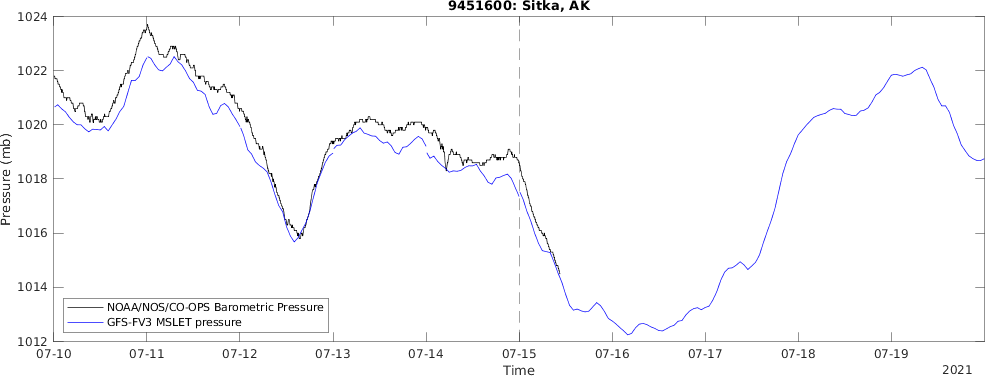 9451600: Sitka, AK
1024
1022
1020
1018
1016
1014
1012
Pressure (mb)
NOAA/NOS/CO-OPS Barometric Pressure
GFS-FV3 MSLET pressure
07-10 07-11 07-12 07-13 07-14 07-15 07-16 07-17 07-18 07-19
Time
2021